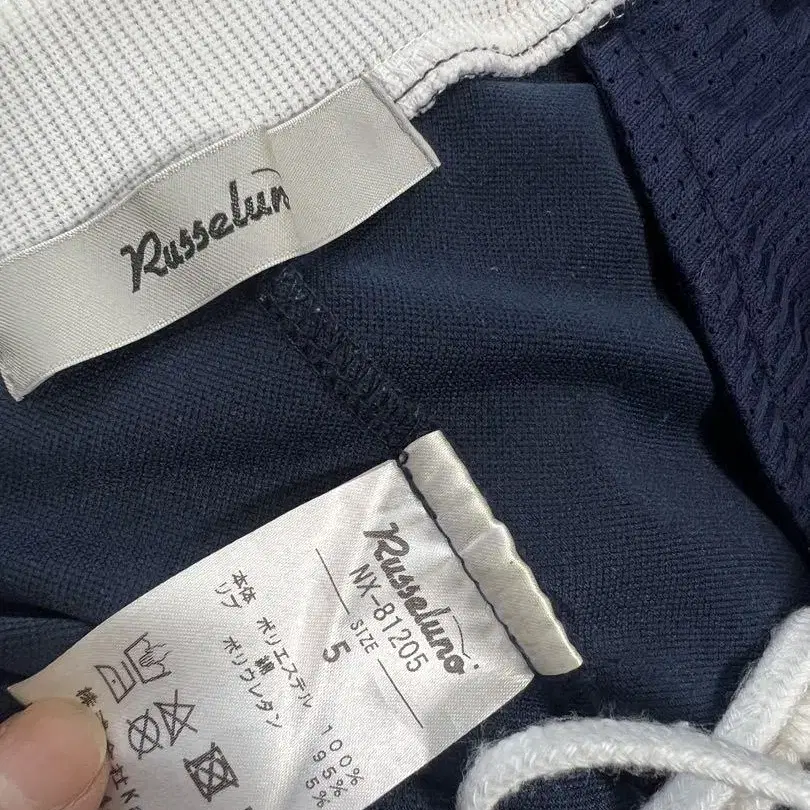 Russelun
Russeluno
NX-81205
SIZE
5
本体 ポリエステル 100%
リブ 綿 95%
ポリウレタン 5%